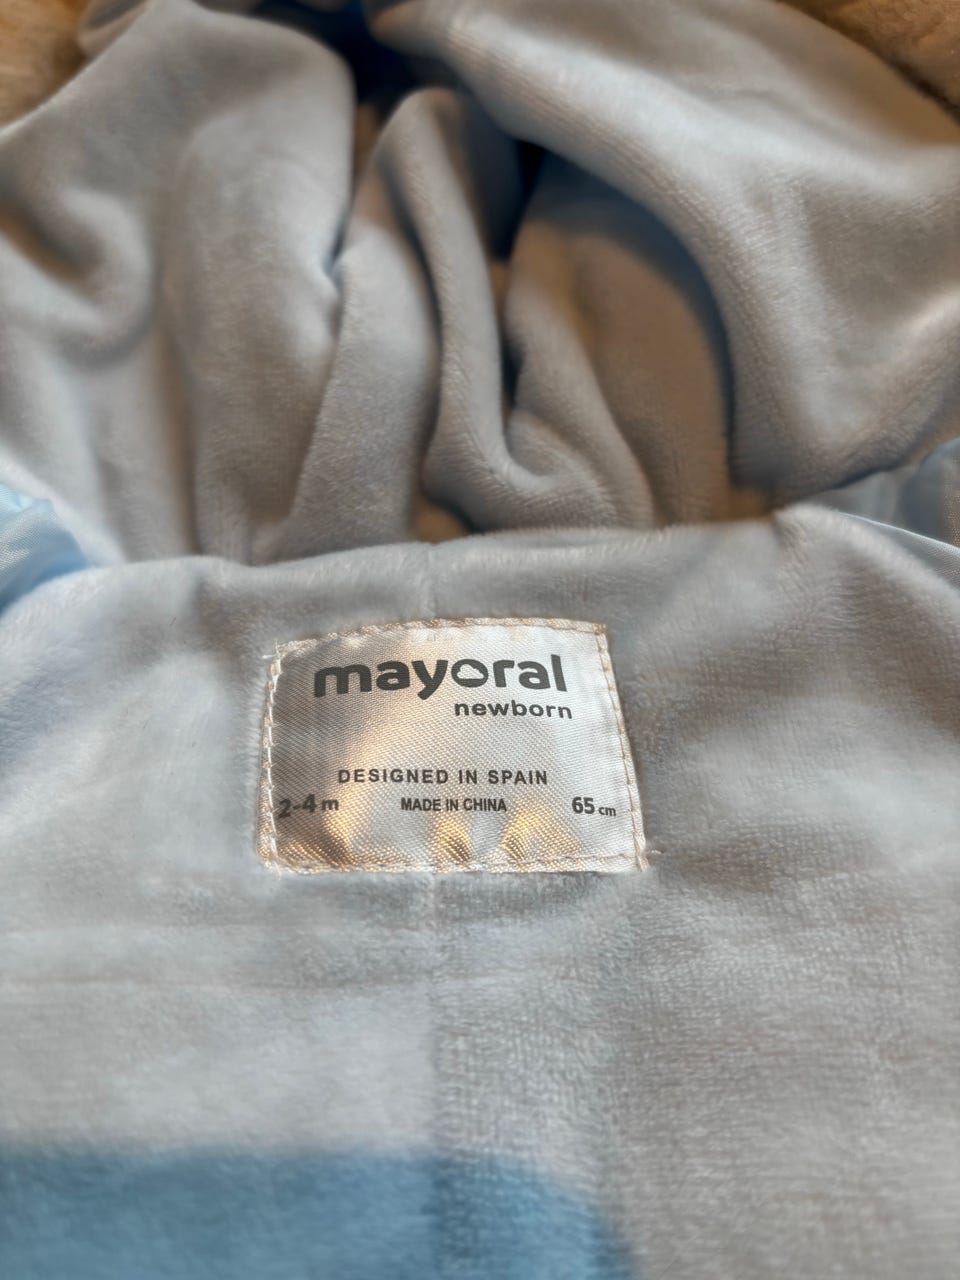 mayoral
newborn
DESIGNED IN SPAIN
2-4 m MADE IN CHINA 65 cm